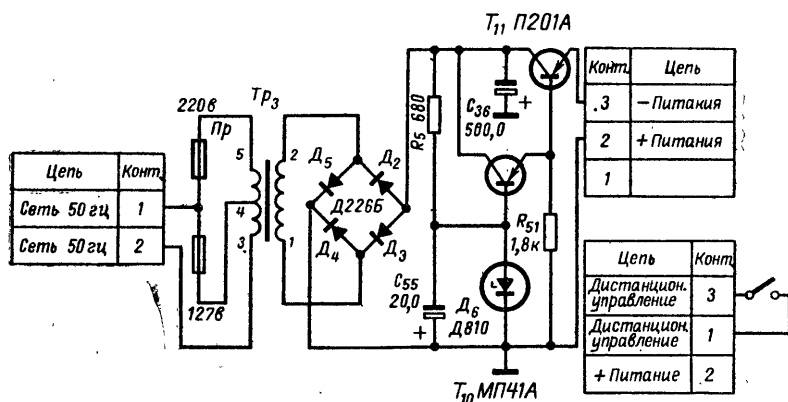 T₁₁ П201А
Конт.
Цепь
3
– Питания
2
+ Питания
1
220в
Пр
Тр₃
5
4
3
2
1
Д₅
Д₂
Д226Б
Д₄
Д₃
R₅ 680
C₃₆
500,0
+
R₅₁
1,8к
C₅₅
20,0
+
Д₆
Д810
127в
Цепь
Конт.
Сеть 50 гц
1
Сеть 50 гц
2
Цепь
Конт.
Дистанцион.
управление
3
Дистанцион.
управление
1
+ Питание
2
T₁₀ МП41А